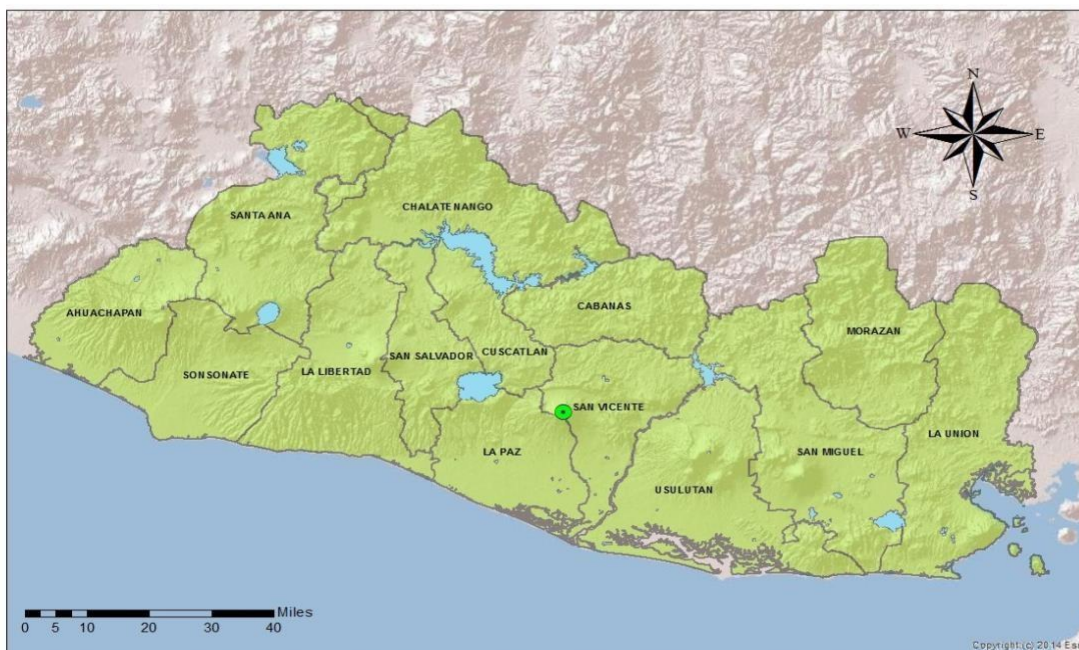 N
W
E
S
CHALATENANGO
SANTA ANA
CABANAS
AHUACHAPAN
MORAZAN
SAN SALVADOR
CUSCATLAN
SONSONATE
LA LIBERTAD
SAN VICENTE
LA UNION
LA PAZ
SAN MIGUEL
USULUTAN
Miles
0 5 10 20 30 40
Copyright:(c) 2014 Esri